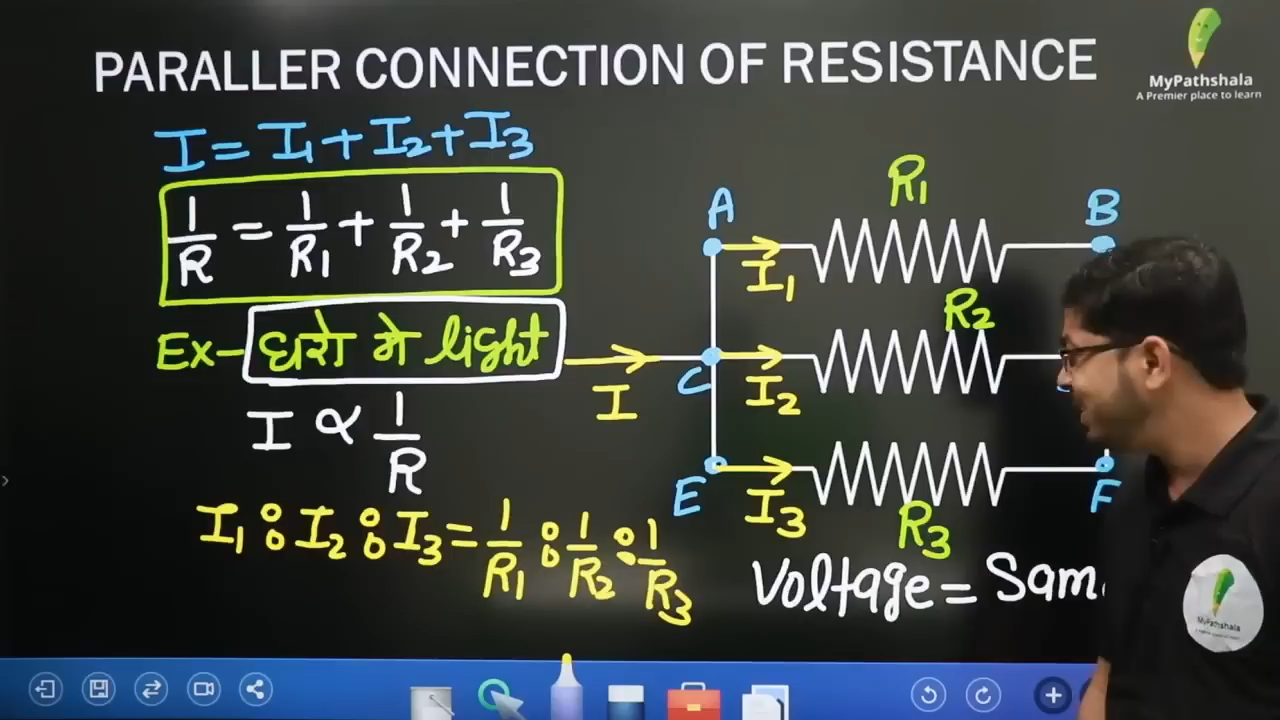 PARALLER CONNECTION OF RESISTANCE
MyPathshala
A Premier place to learn
I = I1 + I2 + I3
1/R = 1/R1 + 1/R2 + 1/R3
Ex- घरो मे light
I ∝ 1/R
I1 : I2 : I3 = 1/R1 : 1/R2 : 1/R3
A
R1
B
I1
R2
I
C
I2
E
I3
R3
F
Voltage = Sam
MyPathshala